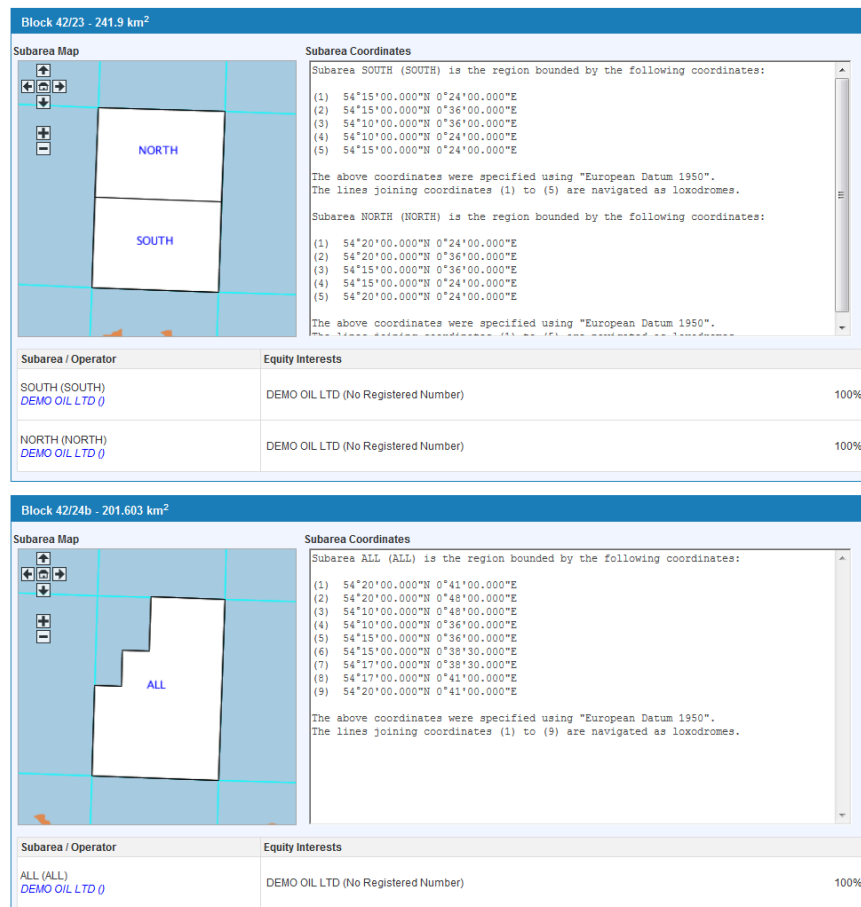 Block 42/23 - 241.9 km²
Subarea Map
Subarea Coordinates
NORTH
SOUTH
Subarea SOUTH (SOUTH) is the region bounded by the following coordinates:
(1) 54°15'00.000"N 0°24'00.000"E
(2) 54°15'00.000"N 0°36'00.000"E
(3) 54°10'00.000"N 0°36'00.000"E
(4) 54°10'00.000"N 0°24'00.000"E
(5) 54°15'00.000"N 0°24'00.000"E
The above coordinates were specified using "European Datum 1950".
The lines joining coordinates (1) to (5) are navigated as loxodromes.
Subarea NORTH (NORTH) is the region bounded by the following coordinates:
(1) 54°20'00.000"N 0°24'00.000"E
(2) 54°20'00.000"N 0°36'00.000"E
(3) 54°15'00.000"N 0°36'00.000"E
(4) 54°15'00.000"N 0°24'00.000"E
(5) 54°20'00.000"N 0°24'00.000"E
The above coordinates were specified using "European Datum 1950".
The lines joining coordinates (1) to (5) are navigated as loxodromes.
Subarea / Operator Equity Interests
SOUTH (SOUTH)
DEMO OIL LTD ()
DEMO OIL LTD (No Registered Number) 100%
NORTH (NORTH)
DEMO OIL LTD ()
DEMO OIL LTD (No Registered Number) 100%
Block 42/24b - 201.603 km²
Subarea Map
Subarea Coordinates
ALL
Subarea ALL (ALL) is the region bounded by the following coordinates:
(1) 54°20'00.000"N 0°41'00.000"E
(2) 54°20'00.000"N 0°48'00.000"E
(3) 54°10'00.000"N 0°48'00.000"E
(4) 54°10'00.000"N 0°36'00.000"E
(5) 54°15'00.000"N 0°36'00.000"E
(6) 54°15'00.000"N 0°38'30.000"E
(7) 54°17'00.000"N 0°38'30.000"E
(8) 54°17'00.000"N 0°41'00.000"E
(9) 54°20'00.000"N 0°41'00.000"E
The above coordinates were specified using "European Datum 1950".
The lines joining coordinates (1) to (9) are navigated as loxodromes.
Subarea / Operator Equity Interests
ALL (ALL)
DEMO OIL LTD ()
DEMO OIL LTD (No Registered Number) 100%